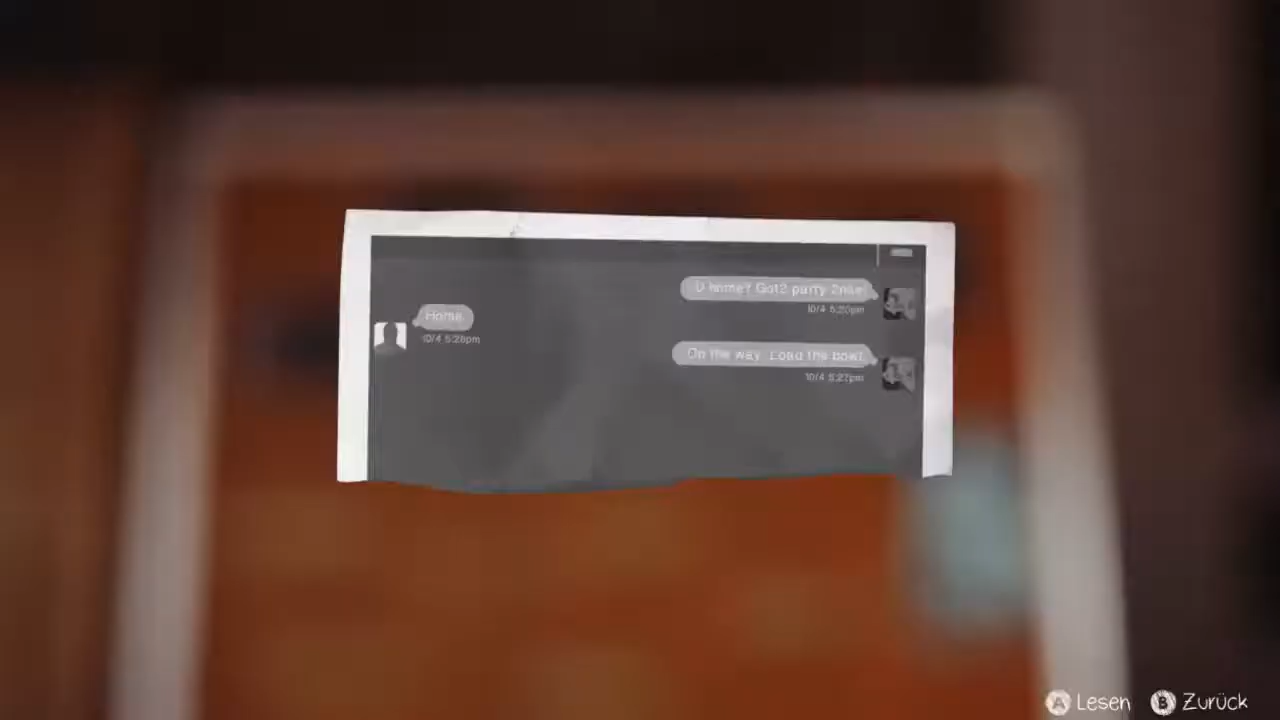 U home? Got2 party 2nite
10/4 5:20pm
Home.
10/4 5:26pm
On the way. Load the bowl
10/4 5:27pm
A Lesen B Zurück